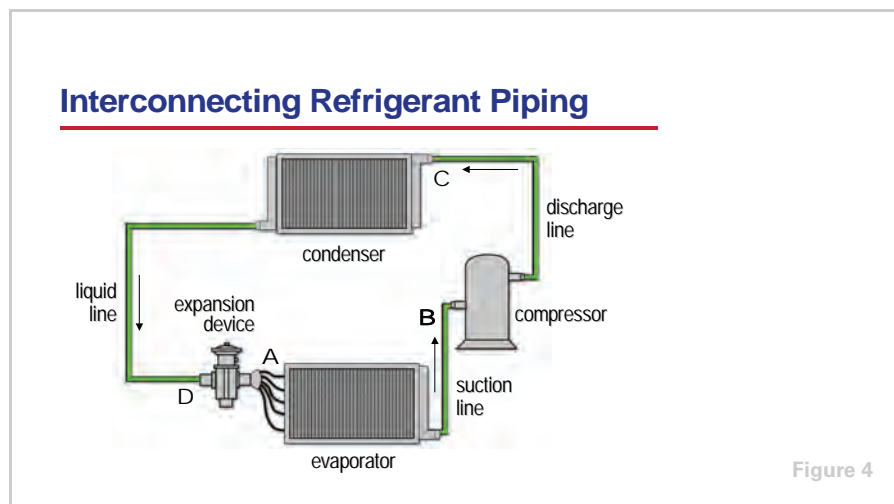 Interconnecting Refrigerant Piping
C
discharge
line
condenser
liquid
line
expansion
device
B
compressor
A
D
suction
line
evaporator
Figure 4